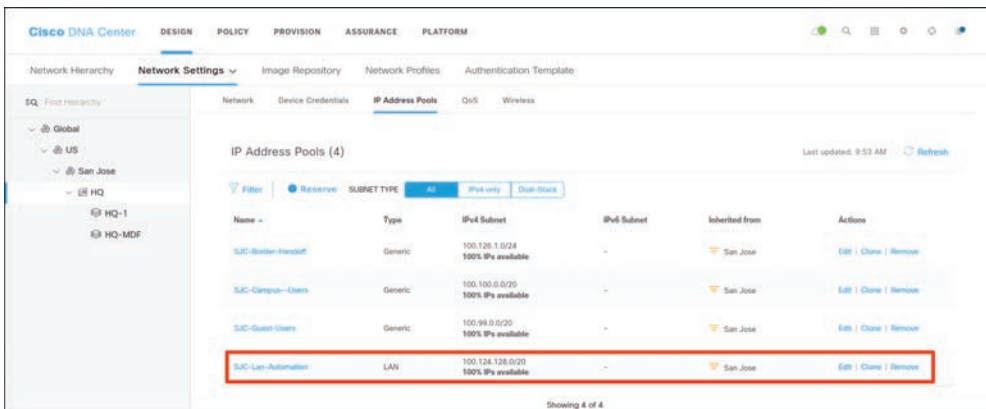 Cisco DNA Center DESIGN POLICY PROVISION ASSURANCE PLATFORM
Network Hierarchy Network Settings Image Repository Network Profiles Authentication Template
EQ Find Hierarchy Network Device Credentials IP Address Pools QoS Wireless
Global
US
San Jose
HQ
HQ-1
HQ-MDF
IP Address Pools (4) Last updated: 9:53 AM Refresh
Filter Reserve SUBNET TYPE All IPv4 only Dual-Stack
Name Type IPv4 Subnet IPv6 Subnet Inherited from Actions
SJC-Border-Handoff Generic 100.126.1.0/24 - San Jose Edit | Clone | Remove
100% IPs available
SJC-Campus--Users Generic 100.100.0.0/20 - San Jose Edit | Clone | Remove
100% IPs available
SJC-Guest-Users Generic 100.99.0.0/20 - San Jose Edit | Clone | Remove
100% IPs available
SJC-Lan-Automation LAN 100.124.128.0/20 - San Jose Edit | Clone | Remove
100% IPs available
Showing 4 of 4